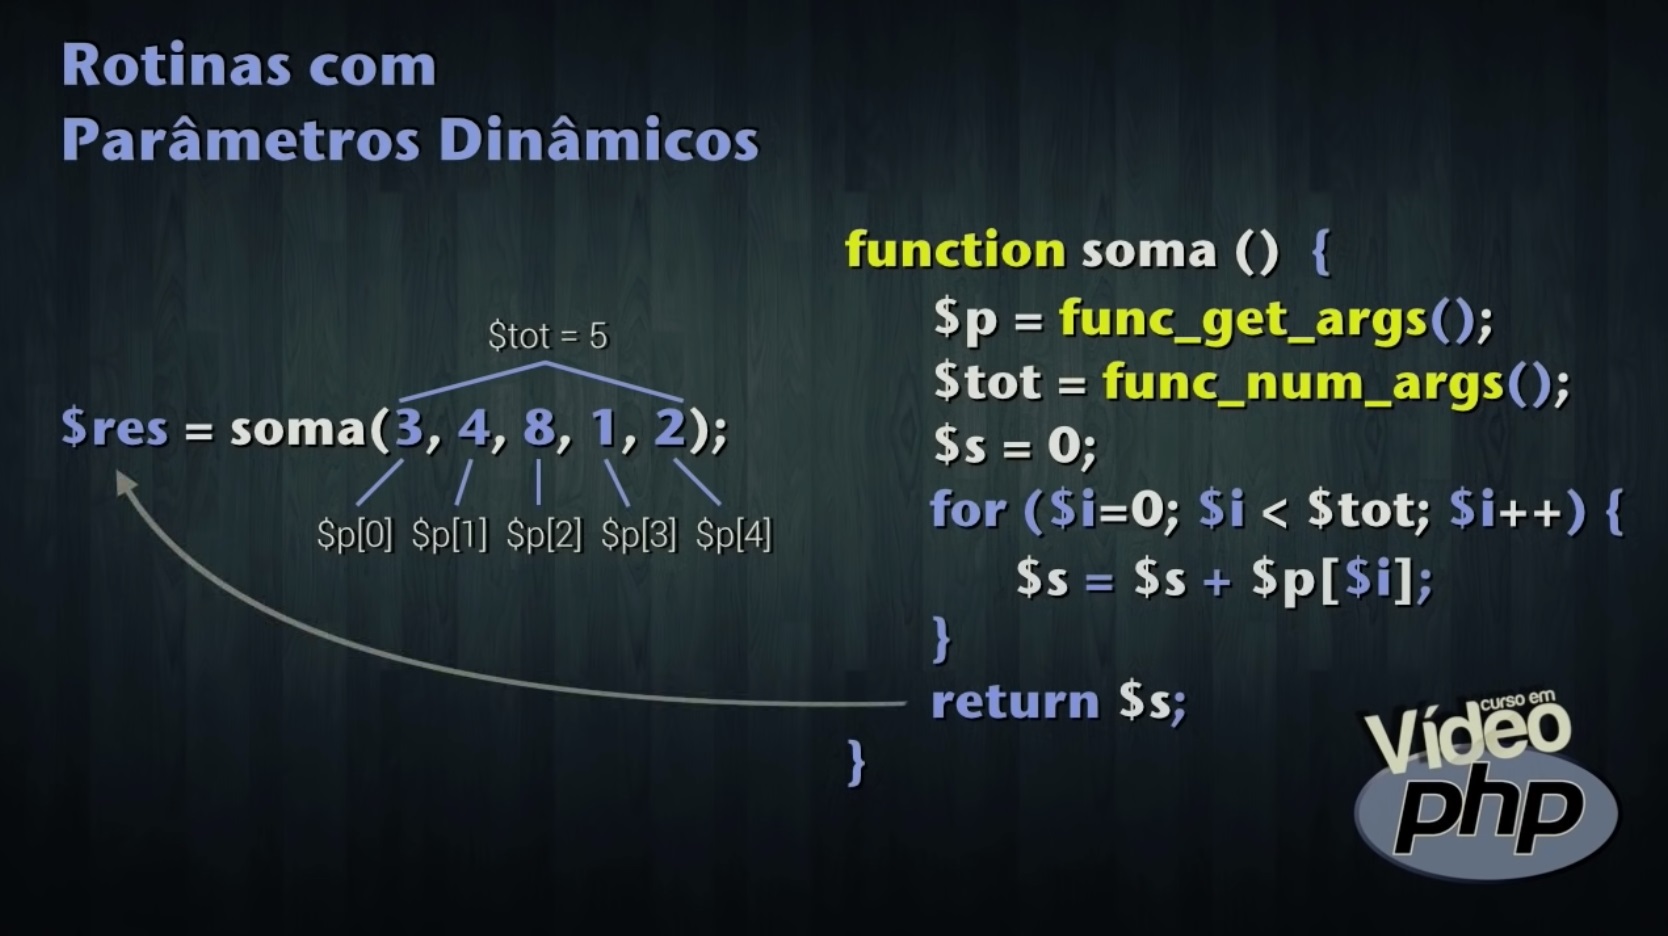 Rotinas com
Parâmetros Dinâmicos
$tot = 5
$res = soma(3, 4, 8, 1, 2);
$p[0] $p[1] $p[2] $p[3] $p[4]
function soma () {
$p = func_get_args();
$tot = func_num_args();
$s = 0;
for ($i=0; $i < $tot; $i++) {
$s = $s + $p[$i];
}
return $s;
}
curso em
Vídeo
php